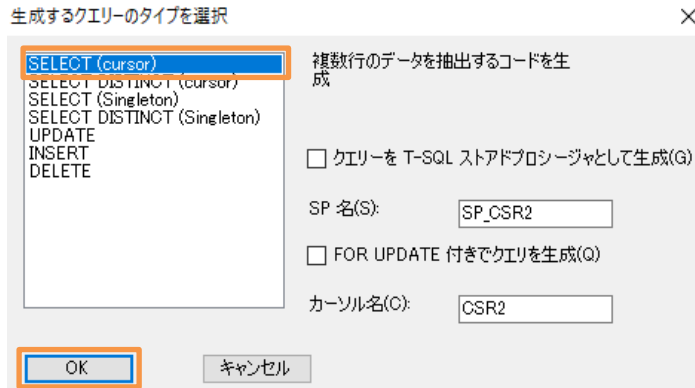 生成するクエリーのタイプを選択
SELECT (cursor)
SELECT DISTINCT (cursor)
SELECT (Singleton)
SELECT DISTINCT (Singleton)
UPDATE
INSERT
DELETE
複数行のデータを抽出するコードを生
成
クエリーを T-SQL ストアドプロシージャとして生成(G)
SP 名(S):
SP_CSR2
FOR UPDATE 付きでクエリを生成(Q)
カーソル名(C):
CSR2
OK
キャンセル